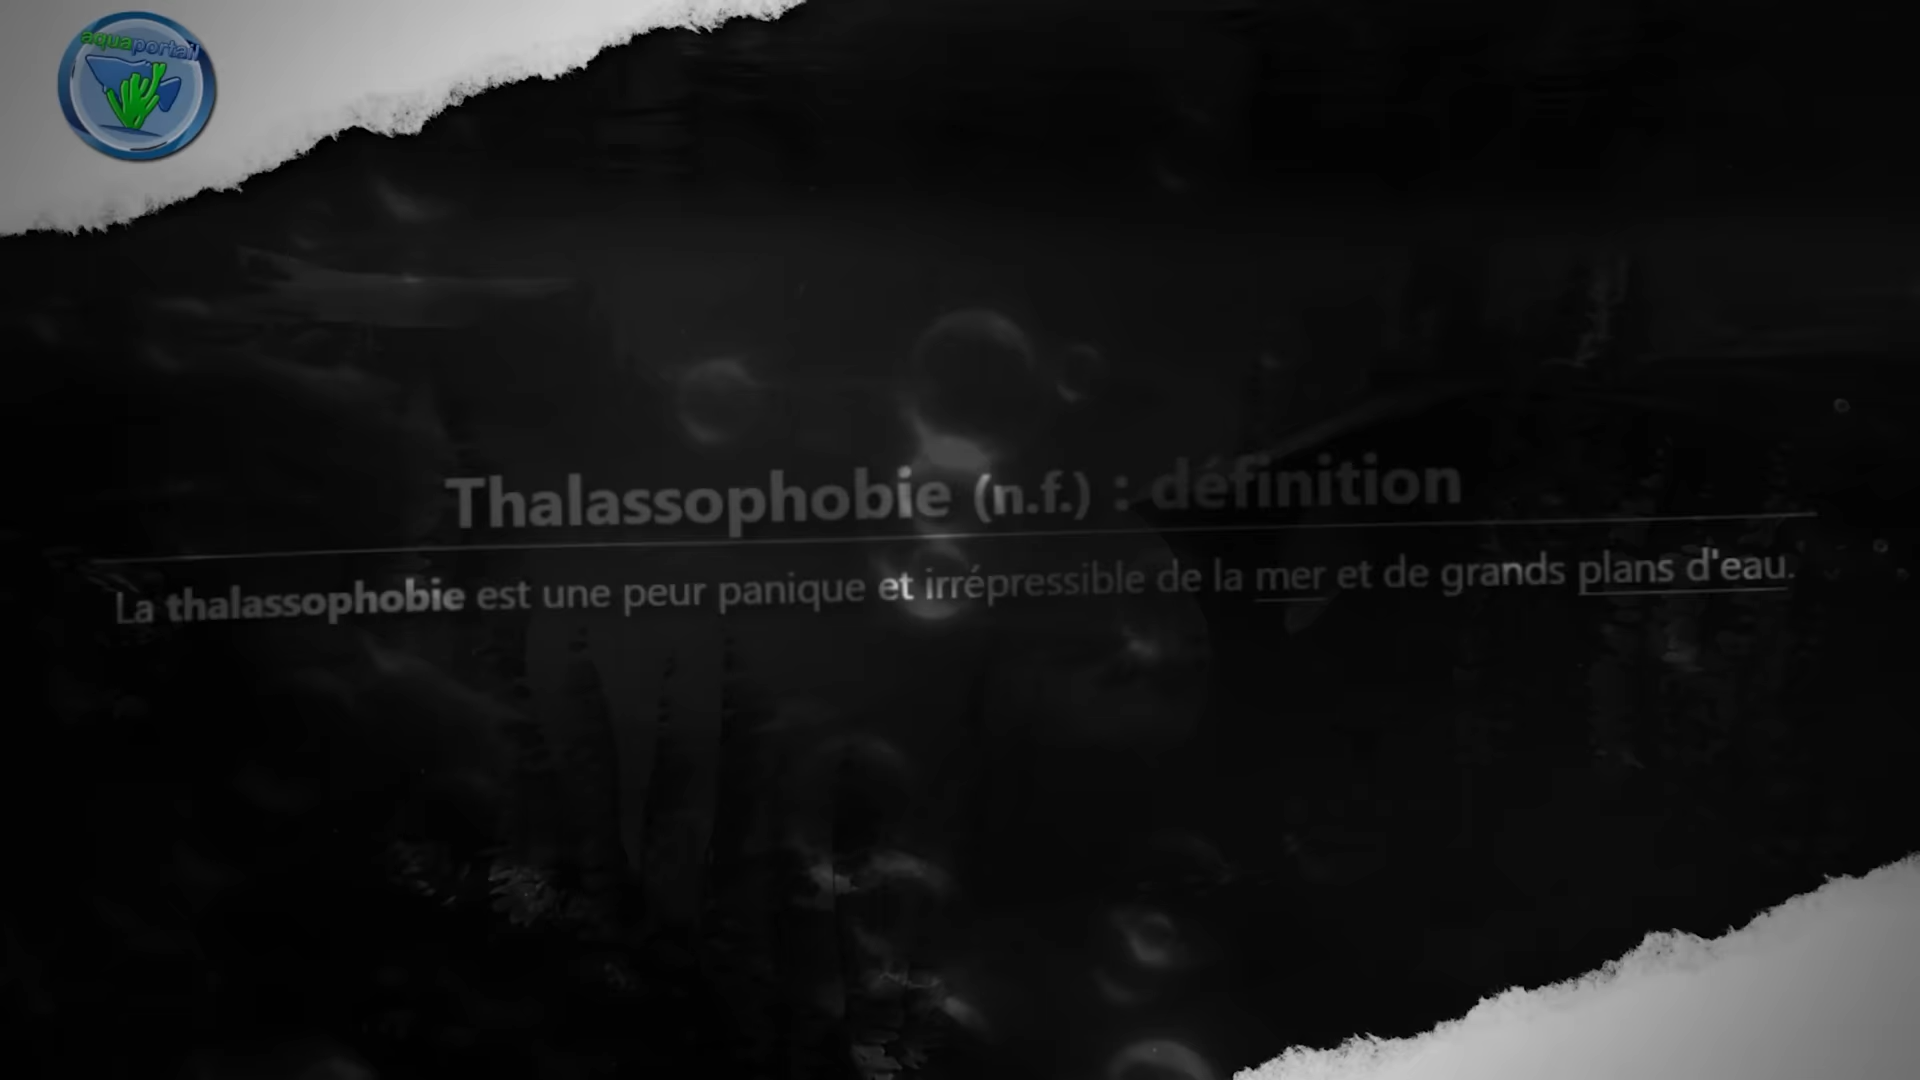 aquaportail
Thalassophobie (n.f.) : définition
La thalassophobie est une peur panique et irrépressible de la mer et de grands plans d'eau.